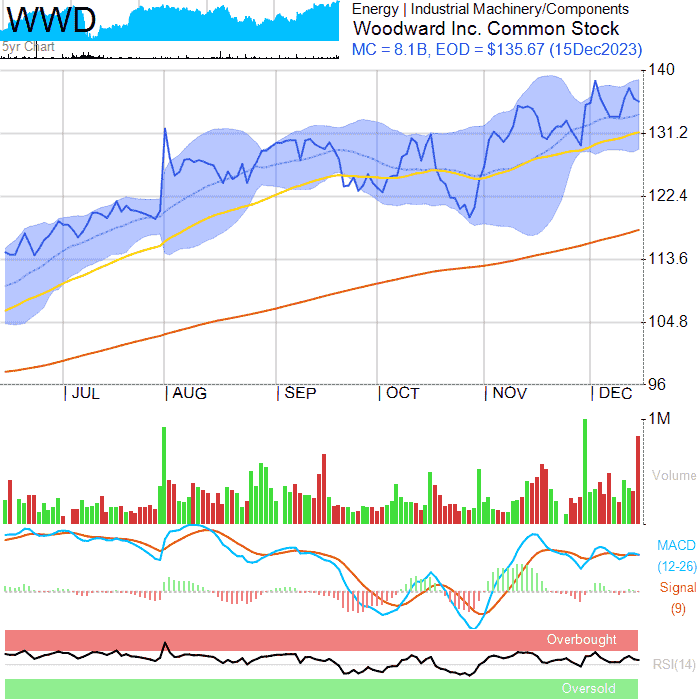 WWD
5yr Chart
Energy | Industrial Machinery/Components
Woodward Inc. Common Stock
MC = 8.1B, EOD = $135.67 (15Dec2023)
140
131.2
122.4
113.6
104.8
96
JUL AUG SEP OCT NOV DEC
1M
Volume
MACD
(12-26)
Signal
(9)
Overbought
RSI(14)
Oversold